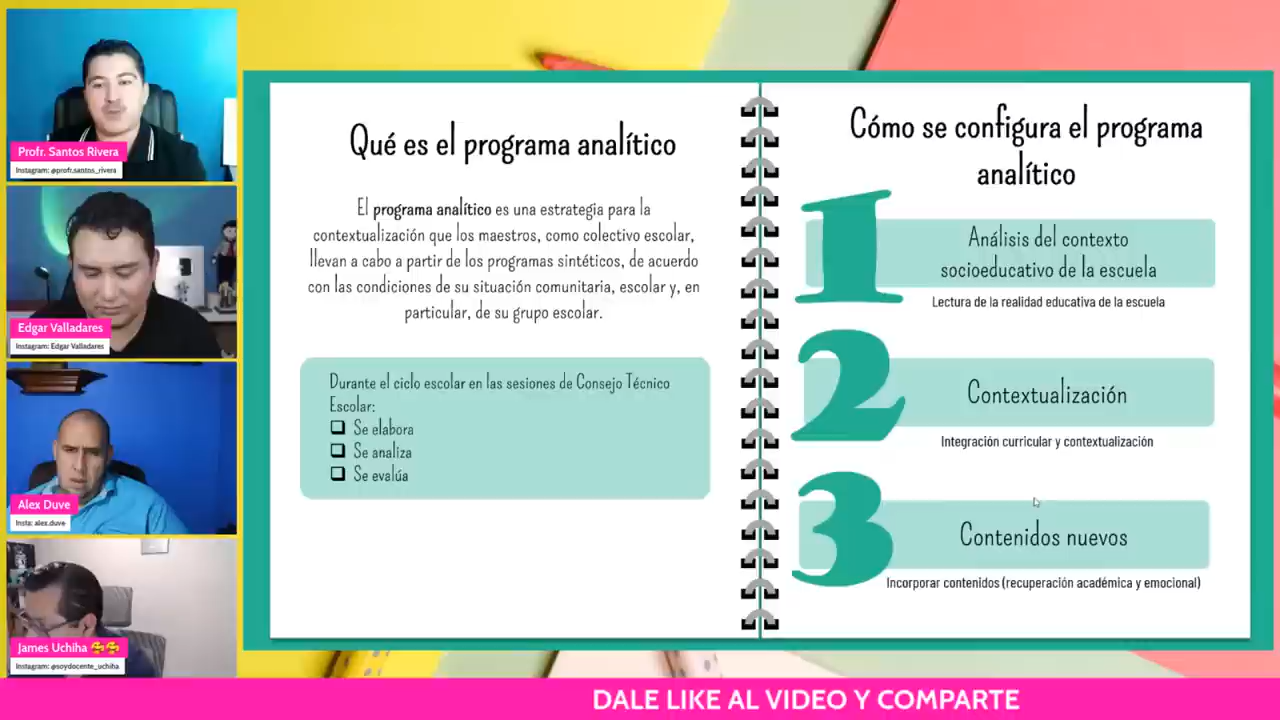 Profr. Santos Rivera
Instagram: @profr.santos_rivera
Edgar Valladares
Instagram: Edgar Valladares
Alex Duve
Insta: alex.duve
James Uchiha 🥰🥰
Instagram: @soydocente_uchiha
Qué es el programa analítico
El programa analítico es una estrategia para la
contextualización que los maestros, como colectivo escolar,
llevan a cabo a partir de los programas sintéticos, de acuerdo
con las condiciones de su situación comunitaria, escolar y, en
particular, de su grupo escolar.
Durante el ciclo escolar en las sesiones de Consejo Técnico
Escolar:
❑ Se elabora
❑ Se analiza
❑ Se evalúa
Cómo se configura el programa
analítico
1
Análisis del contexto
socioeducativo de la escuela
Lectura de la realidad educativa de la escuela
2
Contextualización
Integración curricular y contextualización
3
Contenidos nuevos
Incorporar contenidos (recuperación académica y emocional)
DALE LIKE AL VIDEO Y COMPARTE